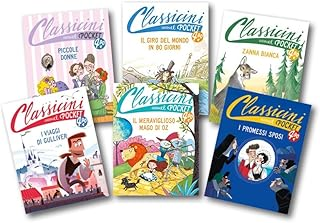 Classicini
POCKET
PICCOLE
DONNE
Classicini
POCKET
IL GIRO DEL MONDO
IN 80 GIORNI
Classicini
POCKET
ZANNA BIANCA
Classicini
POCKET
I VIAGGI
DI GULLIVER
Classicini
POCKET
IL MERAVIGLIOSO
MAGO DI OZ
Classicini
POCKET
I PROMESSI SPOSI